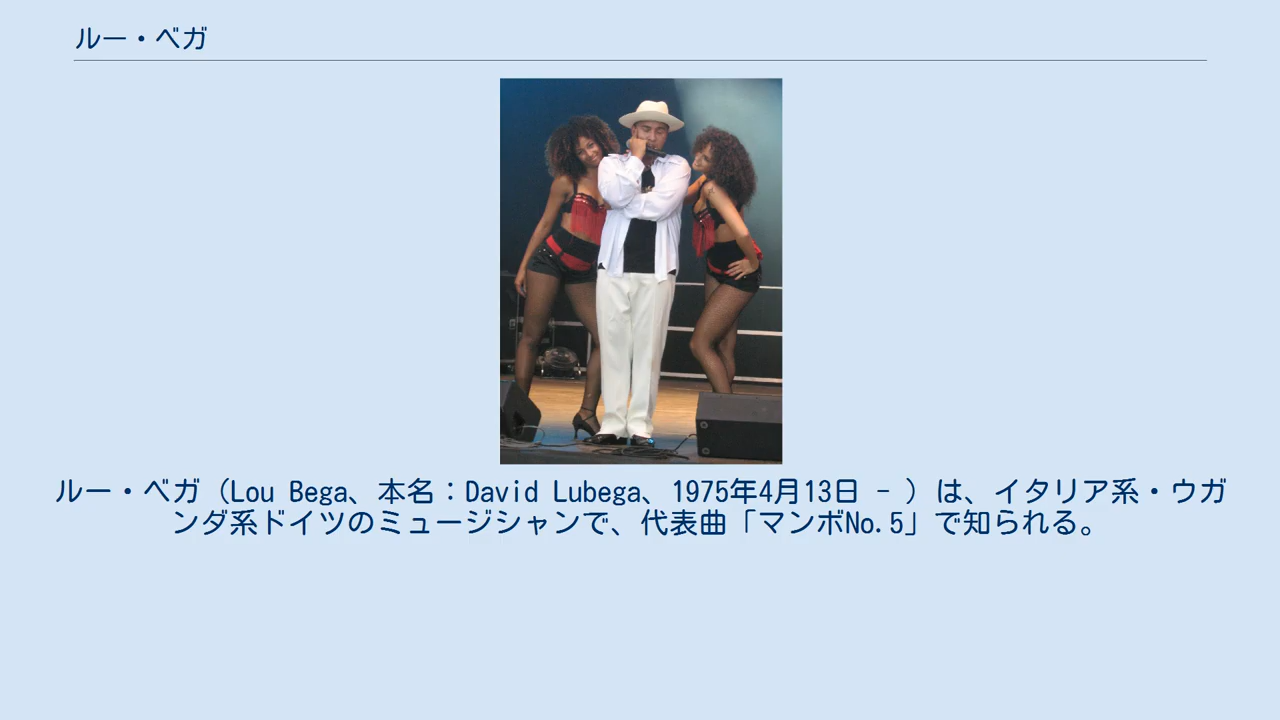 ルー・ベガ
ルー・ベガ（Lou Bega、本名：David Lubega、1975年4月13日 - ）は、イタリア系・ウガ
ンダ系ドイツのミュージシャンで、代表曲「マンボNo.5」で知られる。